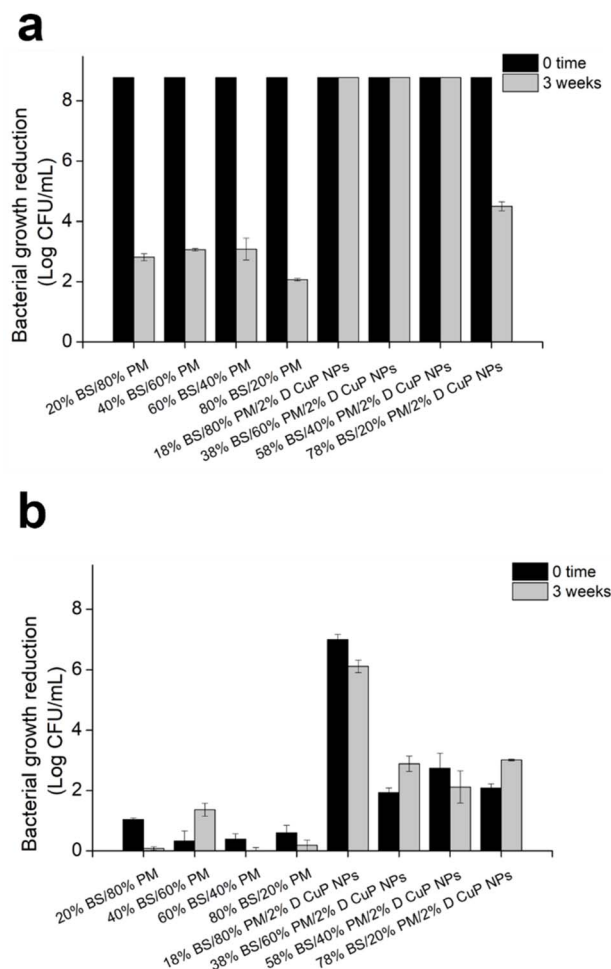 a
0 time
3 weeks
Bacterial growth reduction
(Log CFU/mL)
8
6
4
2
0
20% BS/80% PM
40% BS/60% PM
60% BS/40% PM
80% BS/20% PM
18% BS/80 PM/2% D CuP NPs
38% BS/60 PM/2% D CuP NPs
58% BS/40 PM/2% D CuP NPs
78% BS/20 PM/2% D CuP NPs
b
0 time
3 weeks
Bacterial growth reduction
(Log CFU/mL)
8
6
4
2
0
20% BS/80% PM
40% BS/60% PM
60% BS/40% PM
80% BS/20% PM
18% BS/80 PM/2% D CuP NPs
38% BS/60 PM/2% D CuP NPs
58% BS/40 PM/2% D CuP NPs
78% BS/20 PM/2% D CuP NPs